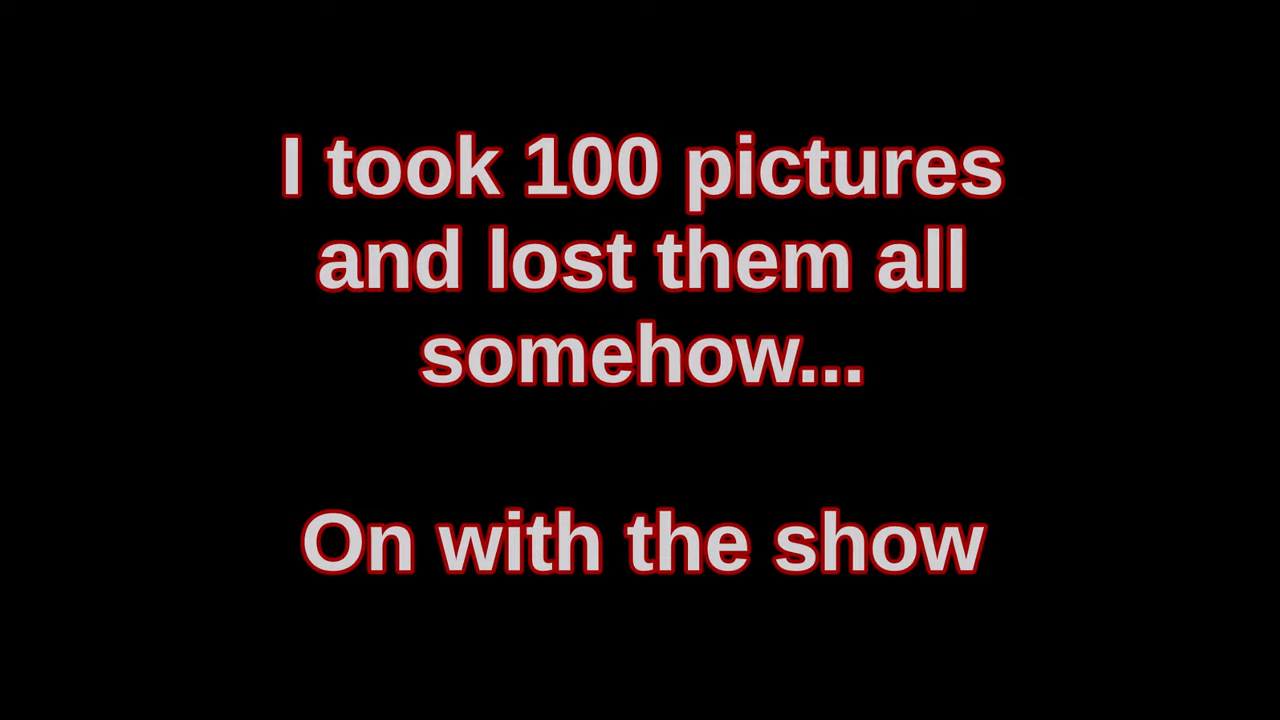 I took 100 pictures
and lost them all
somehow...
On with the show